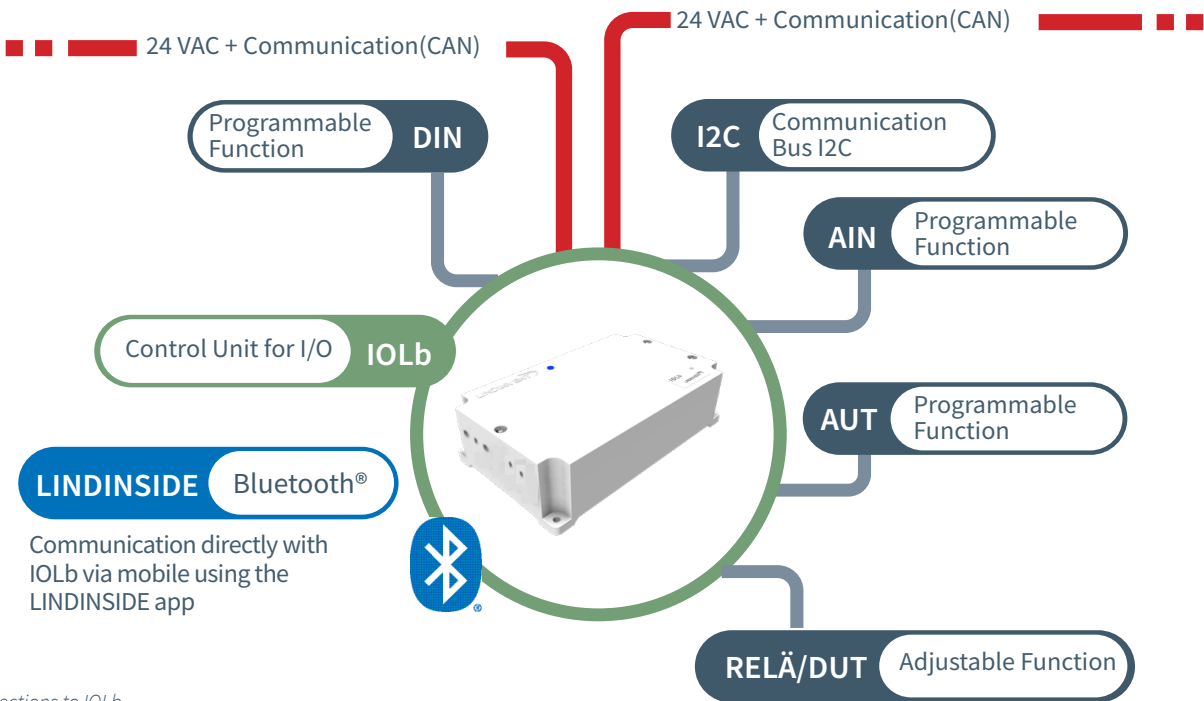 24 VAC + Communication(CAN)
24 VAC + Communication(CAN)
Programmable
Function
DIN
I2C
Communication
Bus I2C
AIN
Programmable
Function
Control Unit for I/O
IOLb
AUT
Programmable
Function
LINDINSIDE
Bluetooth®
Communication directly with
IOLb via mobile using the
LINDINSIDE app
RELÄ/DUT
Adjustable Function
to IOLb